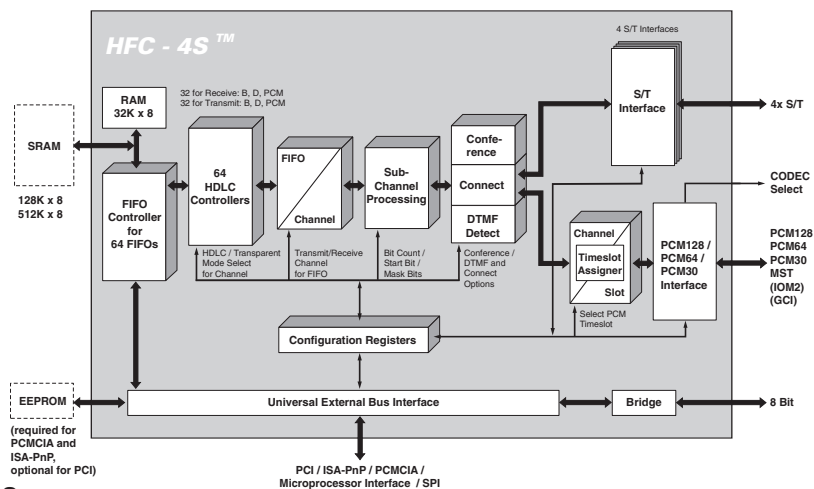 HFC - 4S ™
4 S/T Interfaces
RAM
32K x 8
32 for Receive: B, D, PCM
32 for Transmit: B, D, PCM
S/T
Interface
4x S/T
SRAM
128K x 8
512K x 8
FIFO
Controller
for
64 FIFOs
64
HDLC
Controllers
FIFO
Channel
Sub-
Channel
Processing
Confe-
rence
Connect
DTMF
Detect
CODEC
Select
HDLC / Transparent
Mode Select
for Channel
Transmit/Receive
Channel
for FIFO
Bit Count /
Start Bit /
Mask Bits
Conference /
DTMF and
Connect
Options
Channel
Timeslot
Assigner
Slot
PCM128 /
PCM64 /
PCM30
Interface
PCM128
PCM64
PCM30
MST
(IOM2)
(GCI)
Select PCM
Timeslot
Configuration Registers
EEPROM
(required for
PCMCIA and
ISA-PnP,
optional for PCI)
Universal External Bus Interface
Bridge
8 Bit
PCI / ISA-PnP / PCMCIA /
Microprocessor Interface / SPI